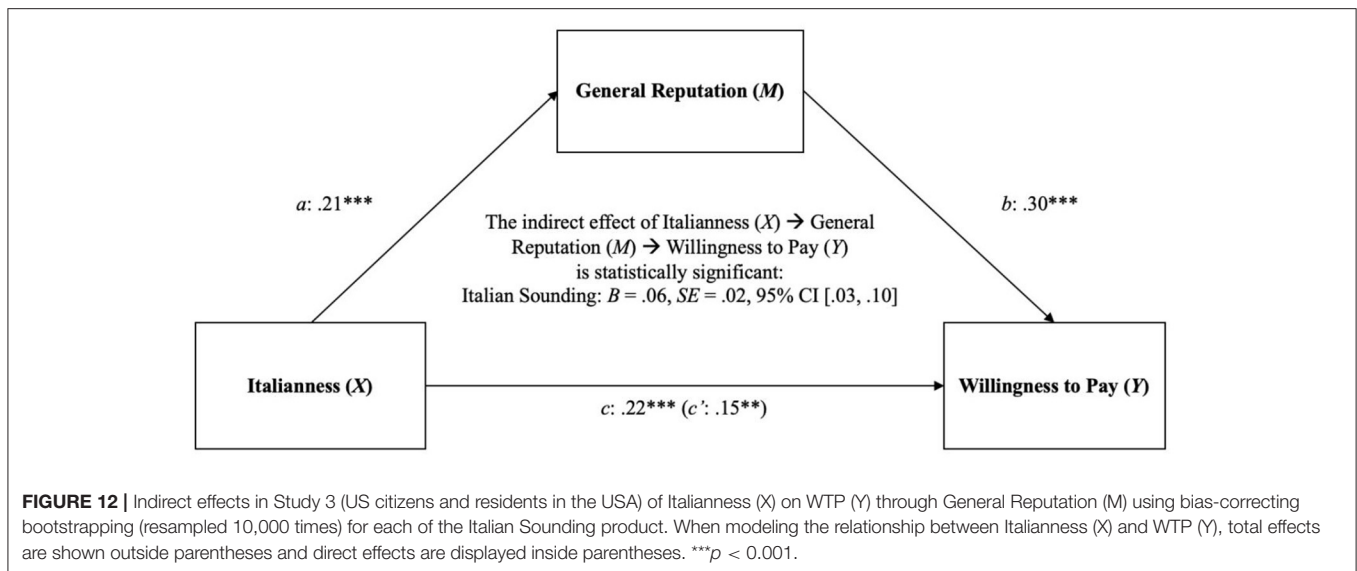 General Reputation (M)
a: .21***
b: .30***
The indirect effect of Italianness (X) → General
Reputation (M) → Willingness to Pay (Y)
is statistically significant:
Italian Sounding: B = .06, SE = .02, 95% CI [.03, .10]
Italianness (X)
Willingness to Pay (Y)
c: .22*** (c’: .15**)
FIGURE 12 | Indirect effects in Study 3 (US citizens and residents in the USA) of Italianness (X) on WTP (Y) through General Reputation (M) using bias-correcting
bootstrapping (resampled 10,000 times) for each of the Italian Sounding product. When modeling the relationship between Italianness (X) and WTP (Y), total effects
are shown outside parentheses and direct effects are displayed inside parentheses. ***p < 0.001.